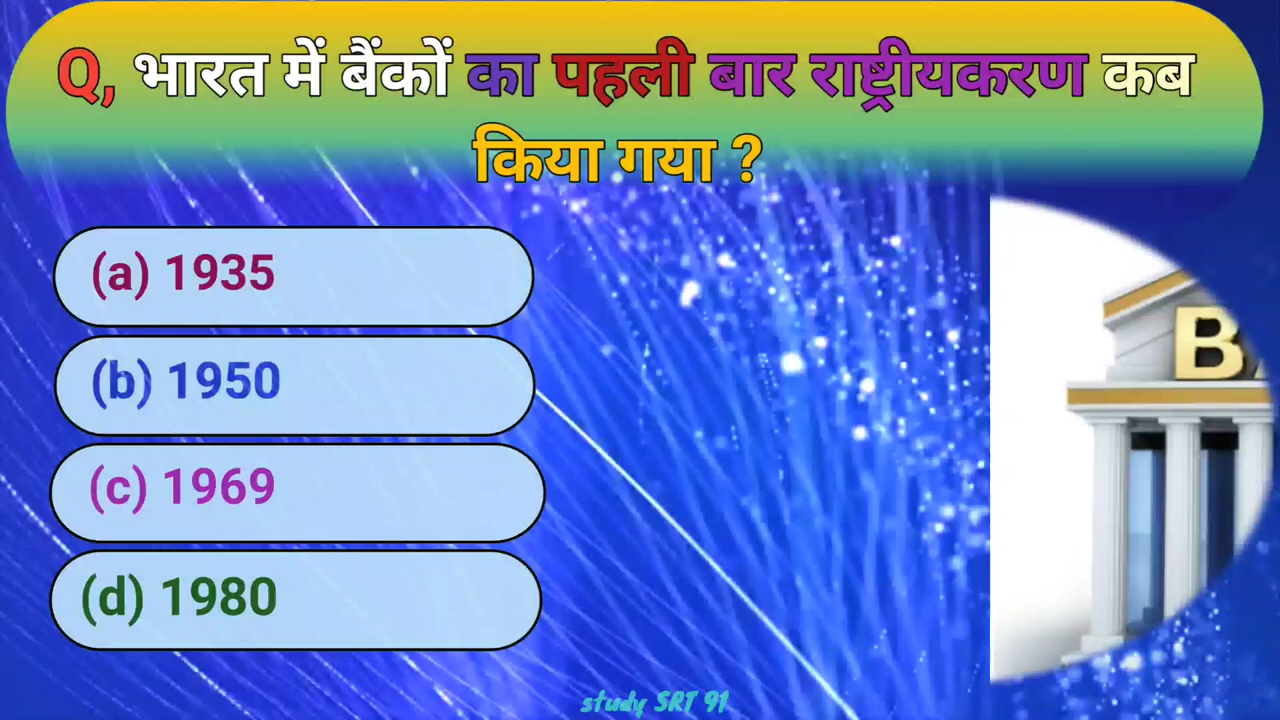 Q, भारत में बैंकों का पहली बार राष्ट्रीयकरण कब
किया गया ?
(a) 1935
(b) 1950
(c) 1969
(d) 1980
study SRT 91